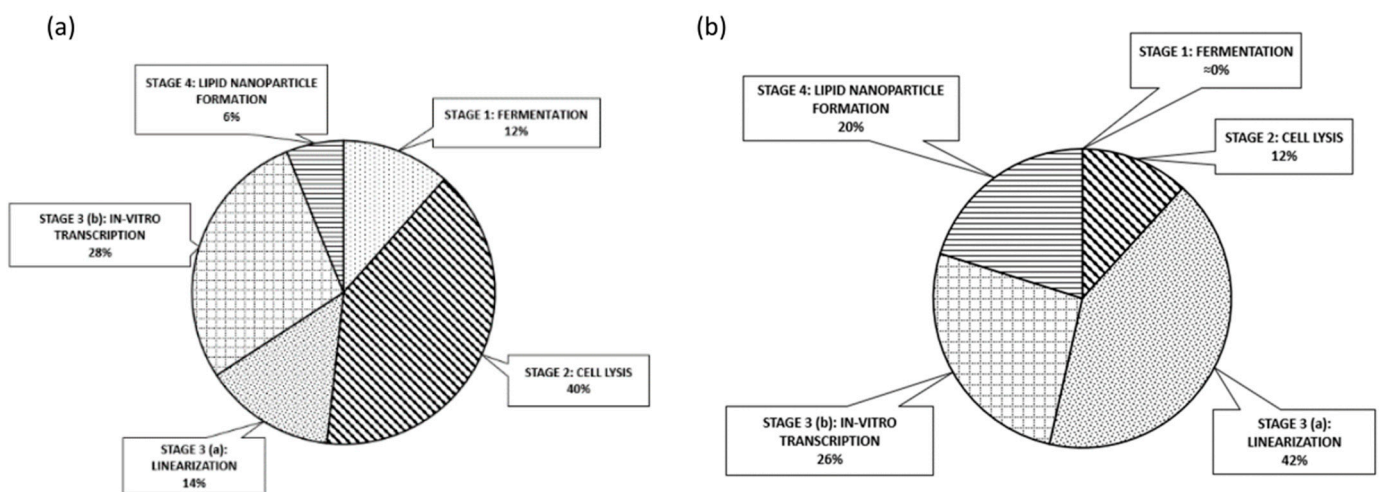 (a)
STAGE 4: LIPID NANOPARTICLE
FORMATION
6%
STAGE 1: FERMENTATION
12%
STAGE 3 (b): IN-VITRO
TRANSCRIPTION
28%
STAGE 2: CELL LYSIS
40%
STAGE 3 (a):
LINEARIZATION
14%
(b)
STAGE 1: FERMENTATION
≈0%
STAGE 4: LIPID NANOPARTICLE
FORMATION
20%
STAGE 2: CELL LYSIS
12%
STAGE 3 (b): IN-VITRO
TRANSCRIPTION
26%
STAGE 3 (a):
LINEARIZATION
42%